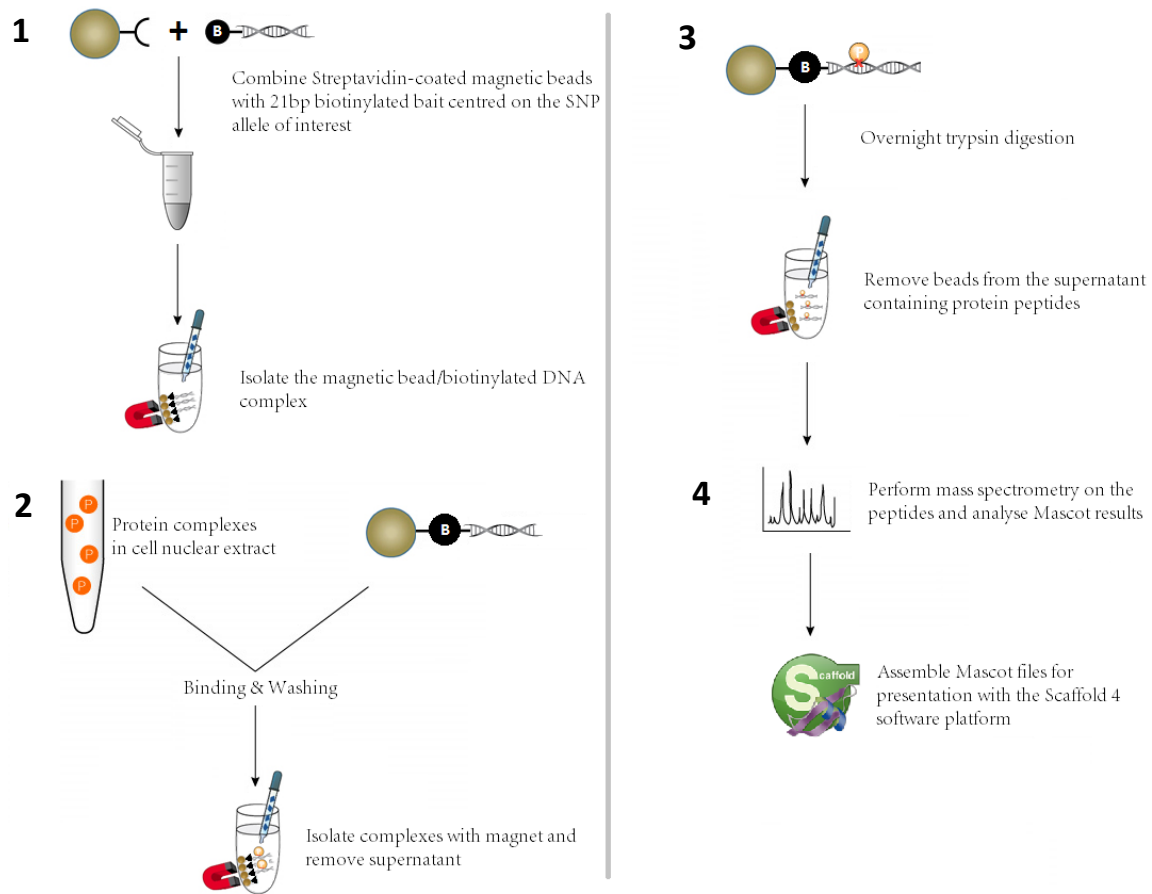 1
+
B
Combine Streptavidin-coated magnetic beads
with 21bp biotinylated bait centred on the SNP
allele of interest
Isolate the magnetic bead/biotinylated DNA
complex
2
P
P
P
P
Protein complexes
in cell nuclear extract
B
Binding & Washing
Isolate complexes with magnet and
remove supernatant
3
P
B
Overnight trypsin digestion
Remove beads from the supernatant
containing protein peptides
4
Perform mass spectrometry on the
peptides and analyse Mascot results
Scaffold
Assemble Mascot files for
presentation with the Scaffold 4
software platform